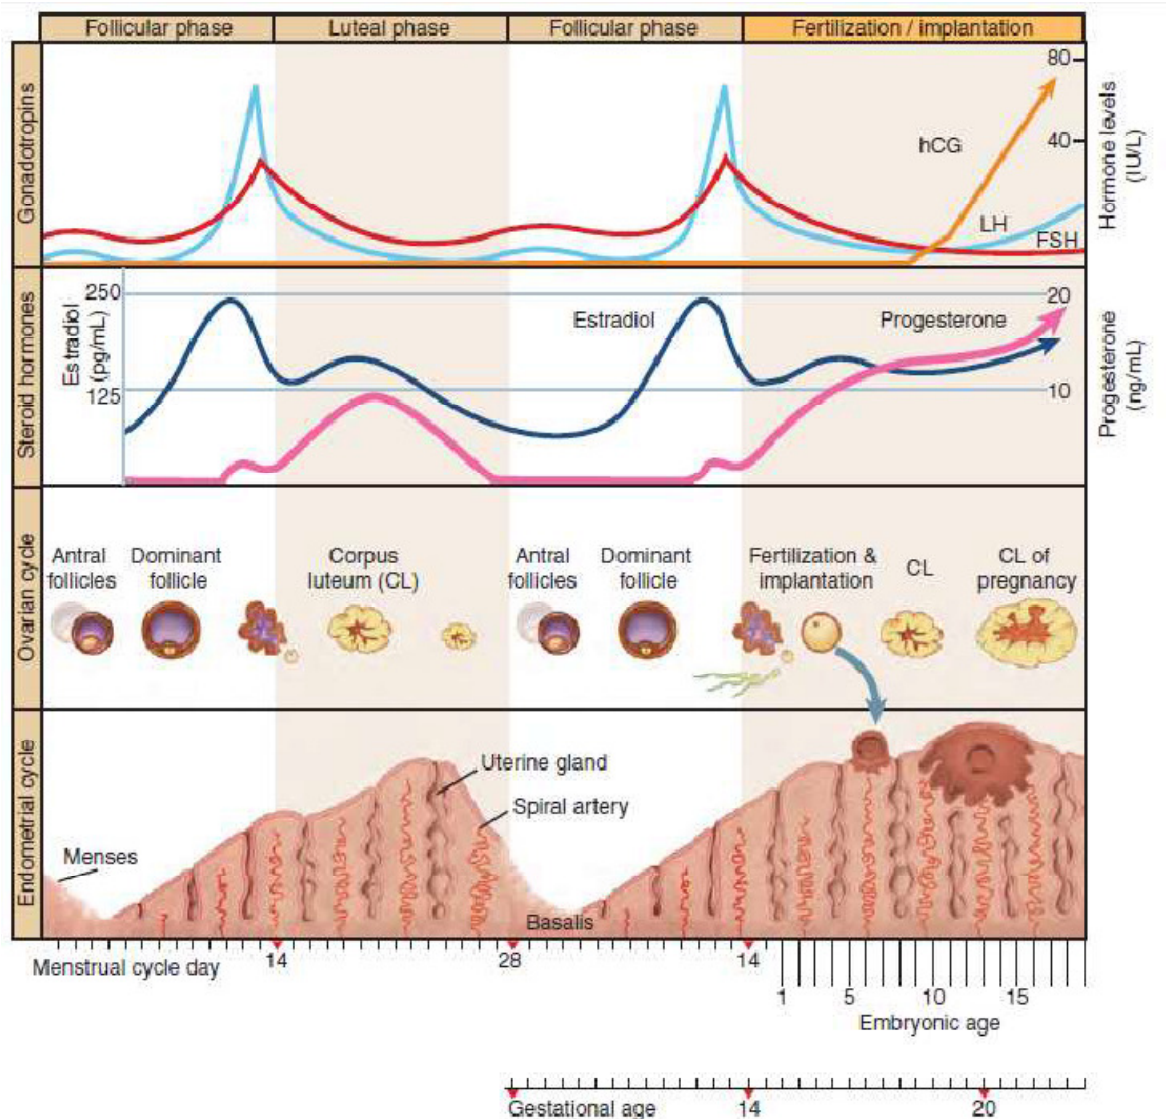 Follicular phase
Luteal phase
Follicular phase
Fertilization / implantation
Gonadotropins
80
40
Hormone levels
(IU/L)
hCG
LH
FSH
Steroid hormones
Estradiol
(pg/mL)
250
125
Estradiol
Progesterone
20
10
Progesterone
(ng/mL)
Ovarian cycle
Antral
follicles
Dominant
follicle
Corpus
luteum (CL)
Antral
follicles
Dominant
follicle
Fertilization &
implantation
CL
CL of
pregnancy
Endometrial cycle
Menses
Uterine gland
Spiral artery
Basalis
Menstrual cycle day
14
28
14
1
5
10
15
Embryonic age
Gestational age
14
20